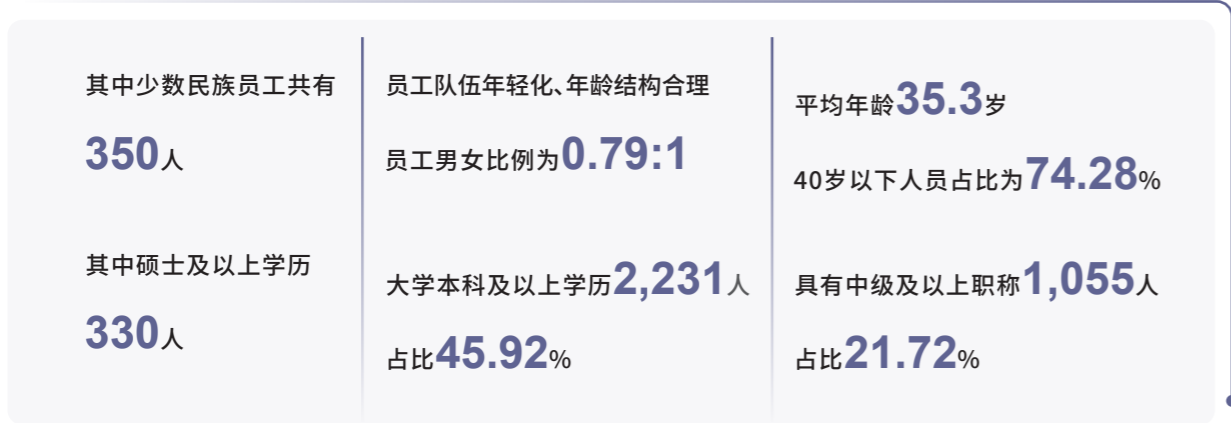 其中少数民族员工共有
350人
其中硕士及以上学历
330人
员工队伍年轻化、年龄结构合理
员工男女比例为0.79:1
大学本科及以上学历2,231人
占比45.92%
平均年龄35.3岁
40岁以下人员占比为74.28%
具有中级及以上职称1,055人
占比21.72%